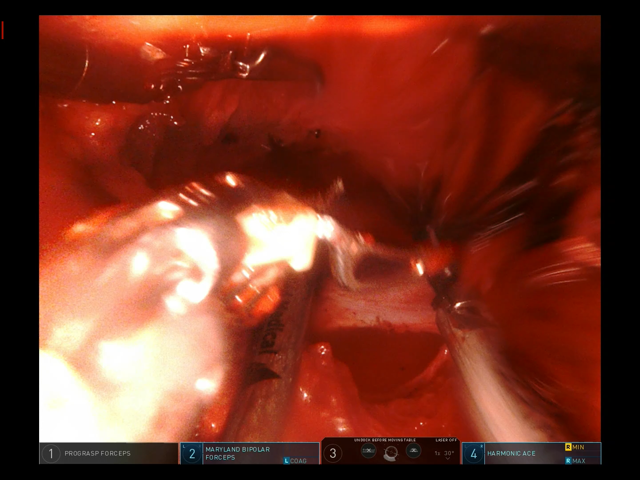 dical
UNDOCK BEFORE MOVING TABLE
LASER OFF
1 PROGRASP FORCEPS
2 MARYLAND BIPOLAR
FORCEPS
L COAG
3
30°
4 HARMONIC ACE
R MIN
R MAX